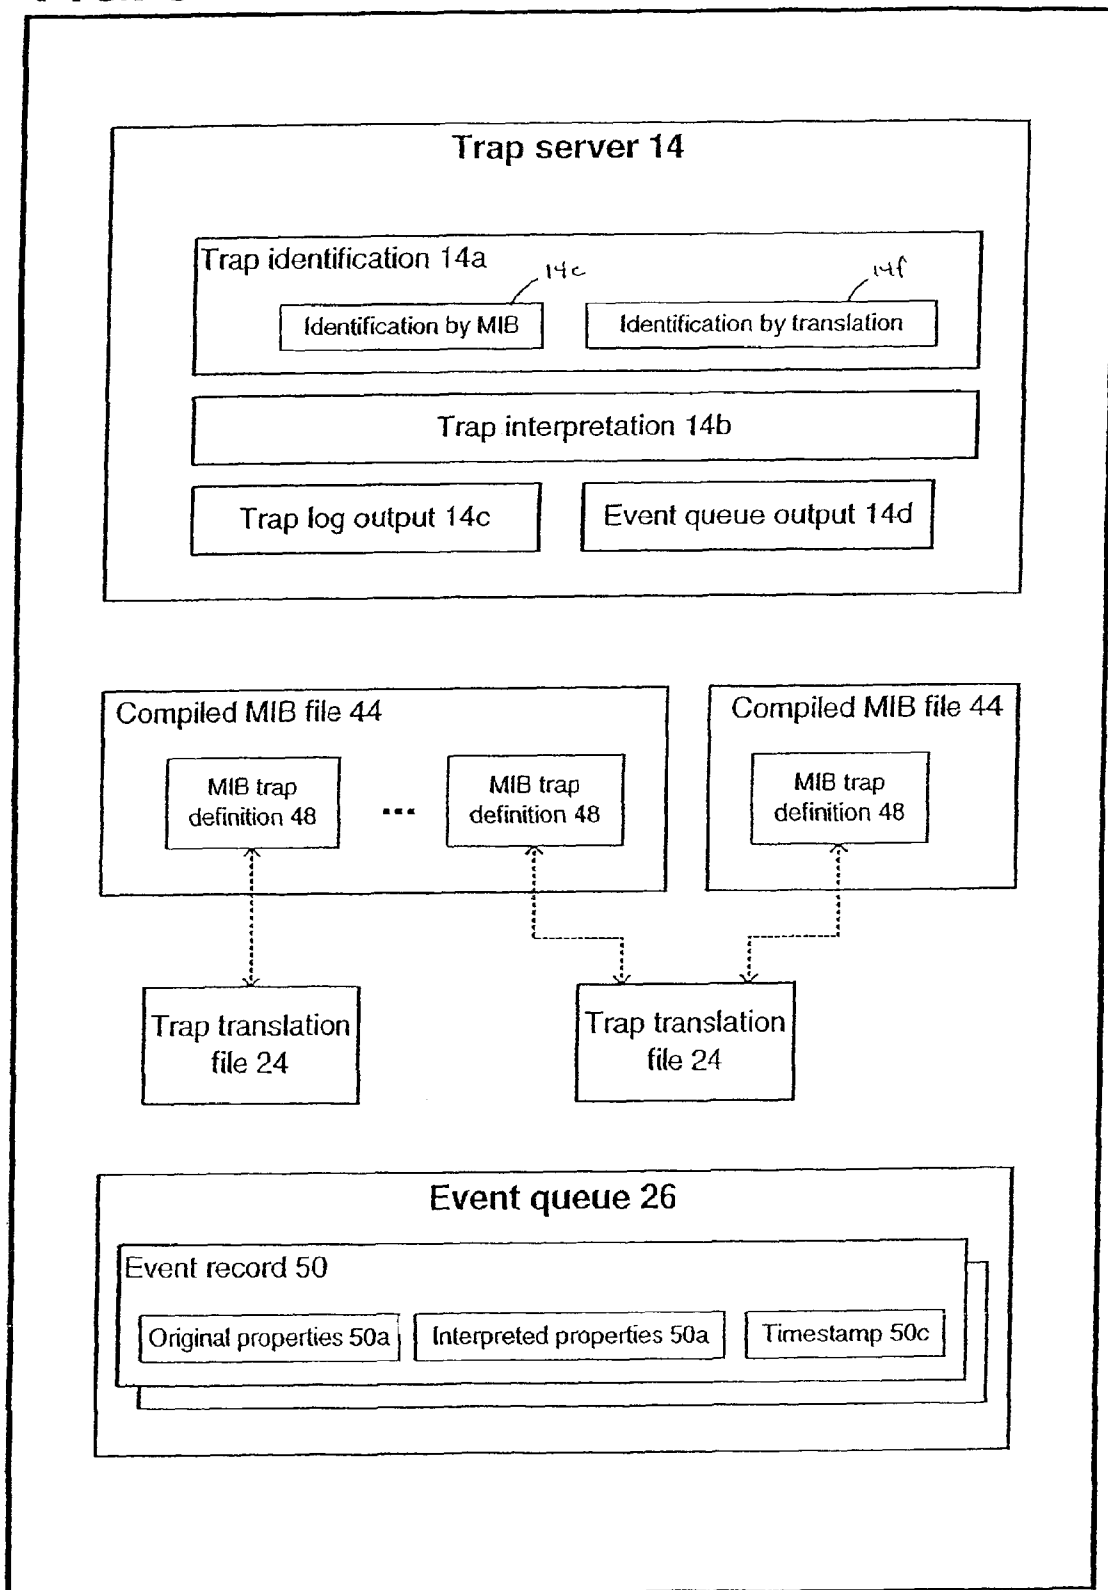 Trap server 14
Trap identification 14a
14e
14f
Identification by MIB
Identification by translation
Trap interpretation 14b
Trap log output 14c
Event queue output 14d
Compiled MIB file 44
Compiled MIB file 44
MIB trap
definition 48
...
MIB trap
definition 48
MIB trap
definition 48
Trap translation
file 24
Trap translation
file 24
Event queue 26
Event record 50
Original properties 50a
Interpreted properties 50a
Timestamp 50c